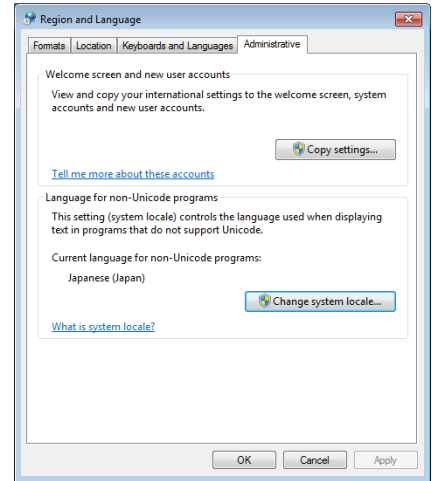 Region and Language
Formats Location Keyboards and Languages Administrative
Welcome screen and new user accounts
View and copy your international settings to the welcome screen, system
accounts and new user accounts.
Copy settings...
Tell me more about these accounts
Language for non-Unicode programs
This setting (system locale) controls the language used when displaying
text in programs that do not support Unicode.
Current language for non-Unicode programs:
Japanese (Japan)
Change system locale...
What is system locale?
OK Cancel Apply